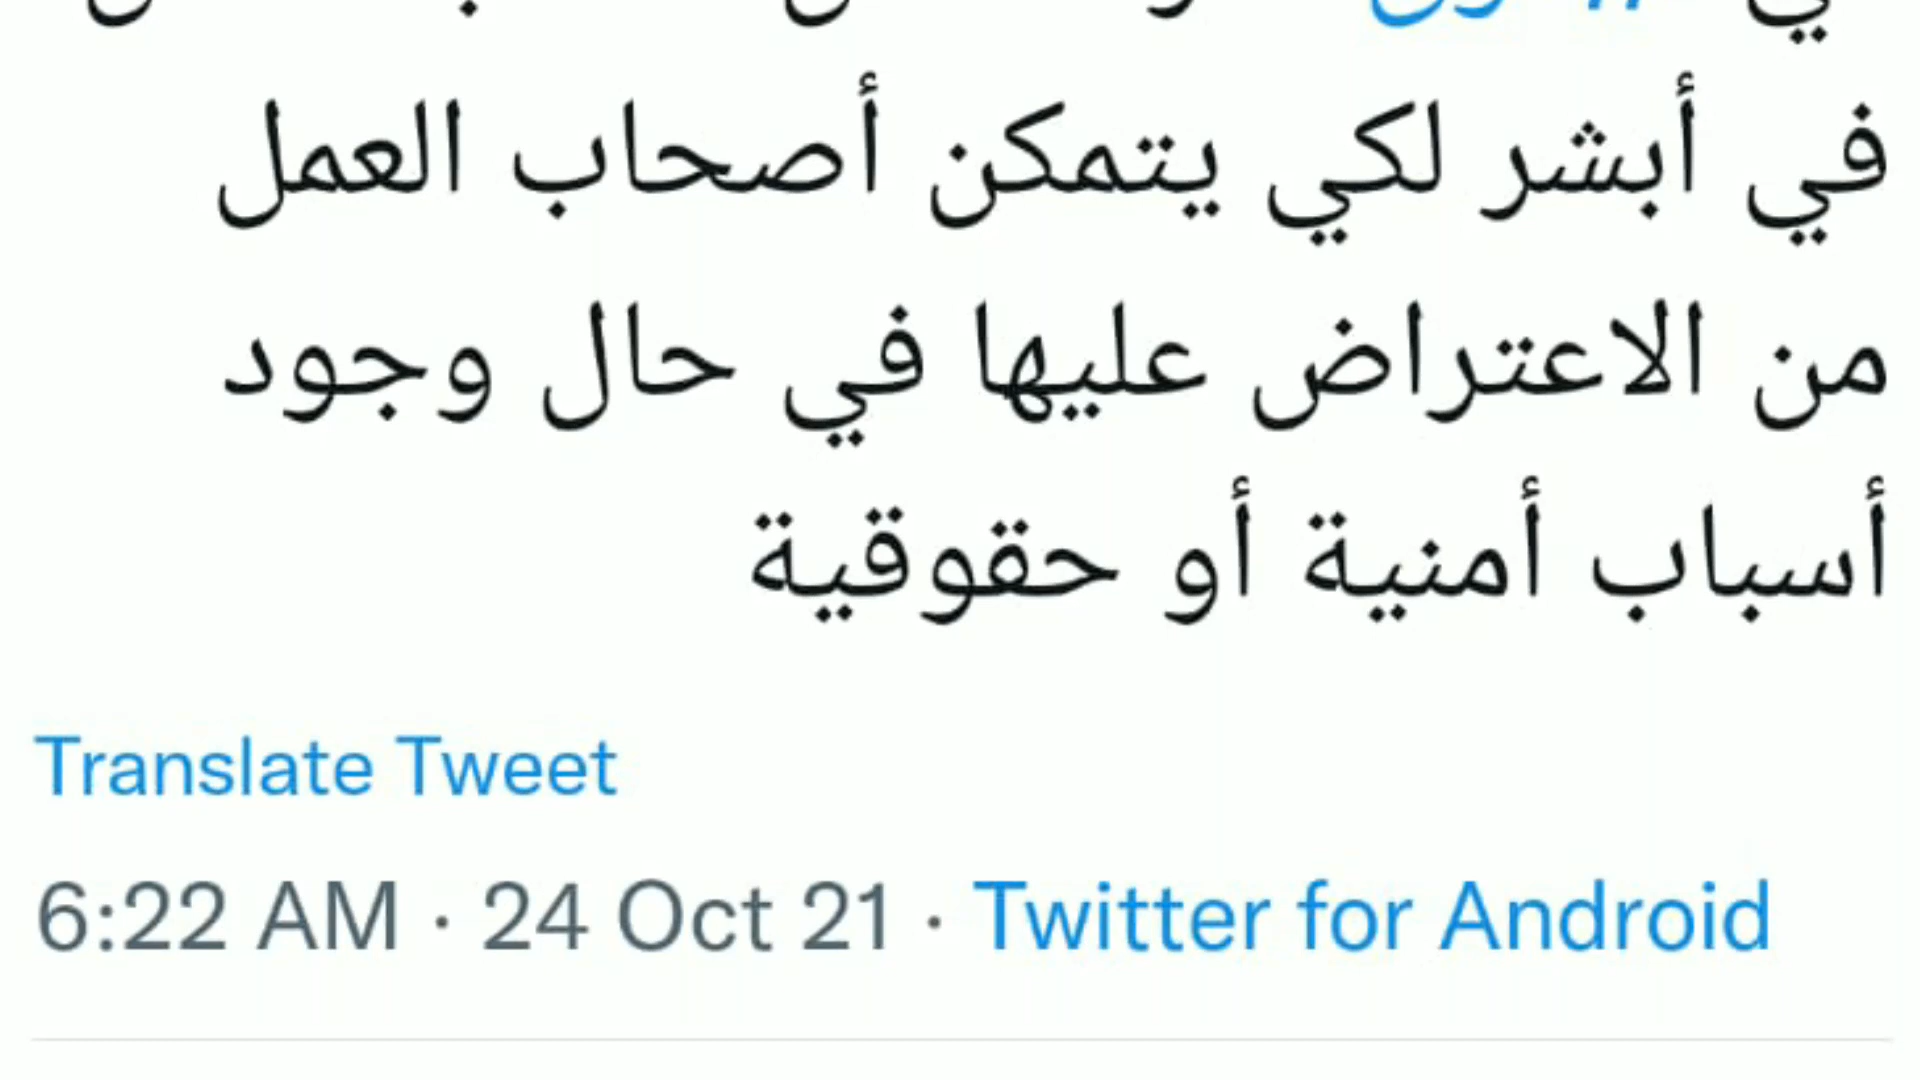 في أبشر لكي يتمكن أصحاب العمل
من الاعتراض عليها في حال وجود
أسباب أمنية أو حقوقية
Translate Tweet
6:22 AM · 24 Oct 21 · Twitter for Android